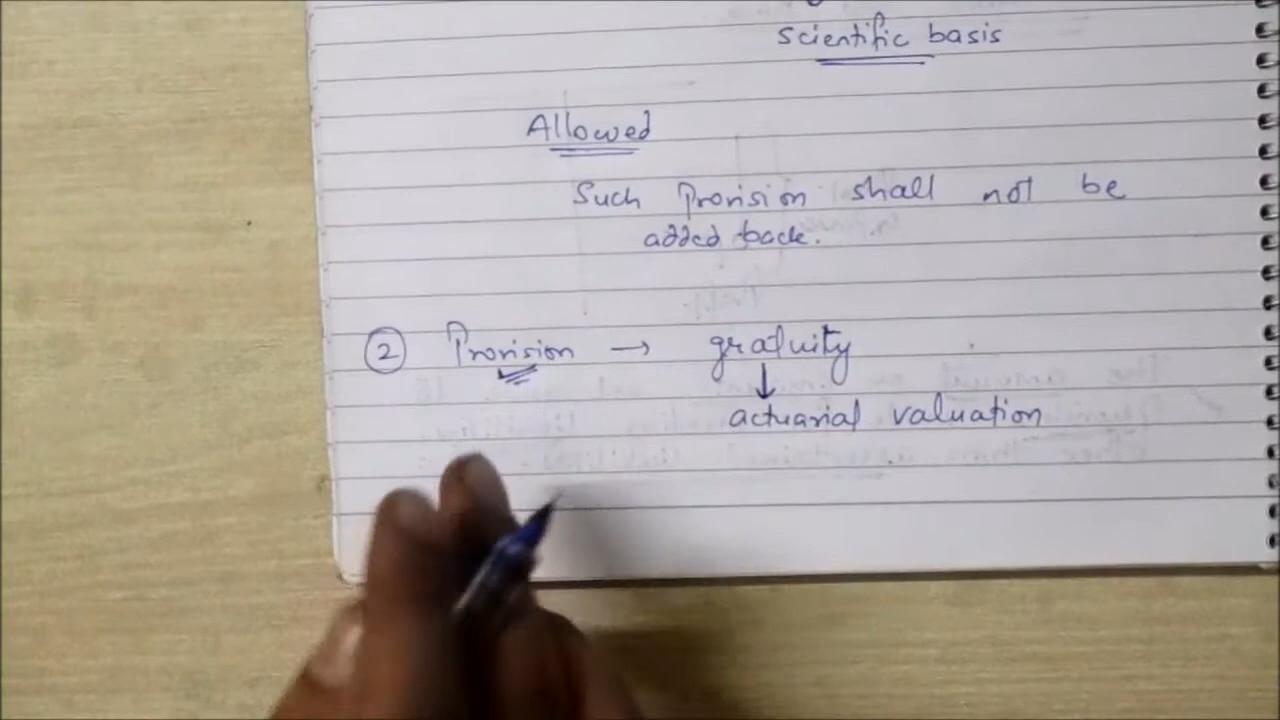 scientific basis
Allowed
Such Provision shall not be
added back.
2 Provision → gratuity
↓
actuarial valuation